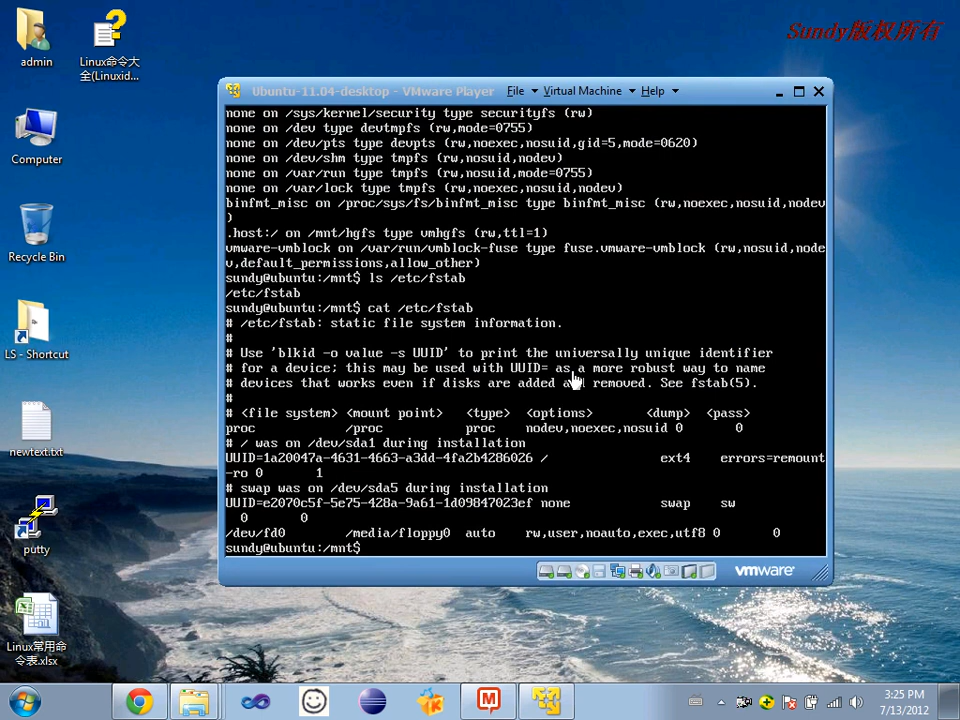 Sundy版权所有
admin
Linux命令大
全(Linuxid...
Computer
Recycle Bin
LS - Shortcut
newtext.txt
putty
Linux常用命
令表.xlsx
Ubuntu-11.04-desktop - VMware Player File Virtual Machine Help
none on /sys/kernel/security type securityfs (rw)
none on /dev type devtmpfs (rw,mode=0755)
none on /dev/pts type devpts (rw,noexec,nosuid,gid=5,mode=0620)
none on /dev/shm type tmpfs (rw,nosuid,nodev)
none on /var/run type tmpfs (rw,nosuid,mode=0755)
none on /var/lock type tmpfs (rw,noexec,nosuid,nodev)
binfmt_misc on /proc/sys/fs/binfmt_misc type binfmt_misc (rw,noexec,nosuid,nodev
)
.host:/ on /mnt/hgfs type vmhgfs (rw,ttl=1)
vmware-vmblock on /var/run/vmblock-fuse type fuse.vmware-vmblock (rw,nosuid,node
v,default_permissions,allow_other)
sundy@ubuntu:/mnt$ ls /etc/fstab
/etc/fstab
sundy@ubuntu:/mnt$ cat /etc/fstab
# /etc/fstab: static file system information.
#
# Use 'blkid -o value -s UUID' to print the universally unique identifier
# for a device; this may be used with UUID= as a more robust way to name
# devices that works even if disks are added and removed. See fstab(5).
#
# <file system> <mount point> <type> <options> <dump> <pass>
proc /proc proc nodev,noexec,nosuid 0 0
# / was on /dev/sda1 during installation
UUID=1a20047a-4631-4663-a3dd-4fa2b4286026 / ext4 errors=remount
-ro 0 1
# swap was on /dev/sda5 during installation
UUID=e2070c5f-5e75-428a-9a61-1d09847023ef none swap sw
0 0
/dev/fd0 /media/floppy0 auto rw,user,noauto,exec,utf8 0 0
sundy@ubuntu:/mnt$
vmware
3:25 PM
7/13/2012